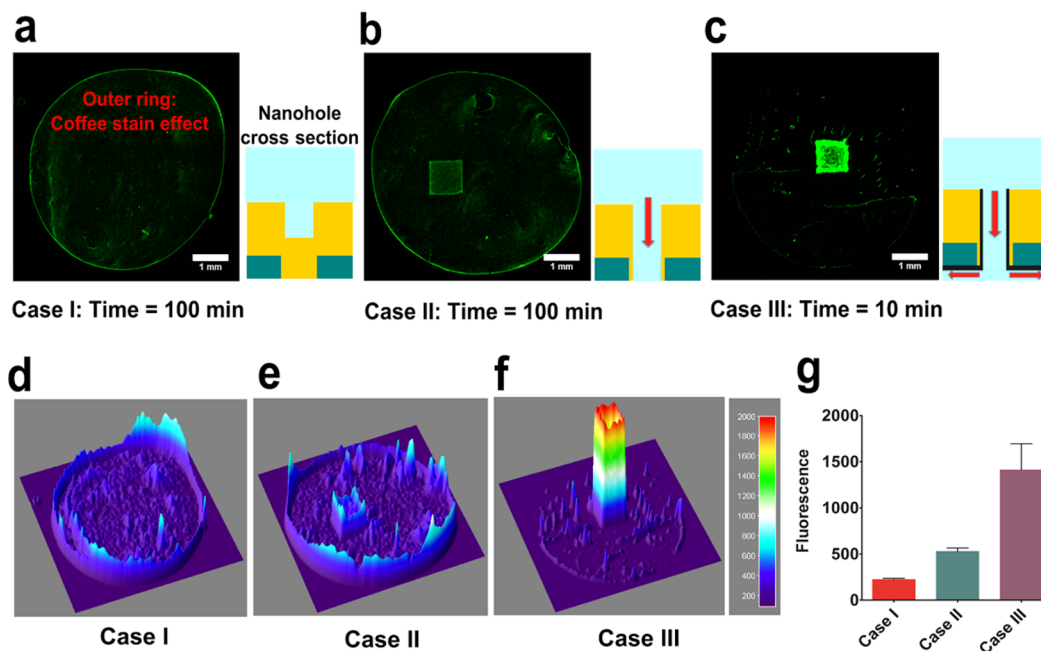 a
b
c
Outer ring:
Coffee stain effect
Nanohole
cross section
1 mm
1 mm
1 mm
Case I: Time = 100 min
Case II: Time = 100 min
Case III: Time = 10 min
d
e
f
g
2000
1800
1600
1400
1200
1000
800
600
400
200
Case I
Case II
Case III
Fluorescence
2000
1500
1000
500
0
Case I
Case II
Case III